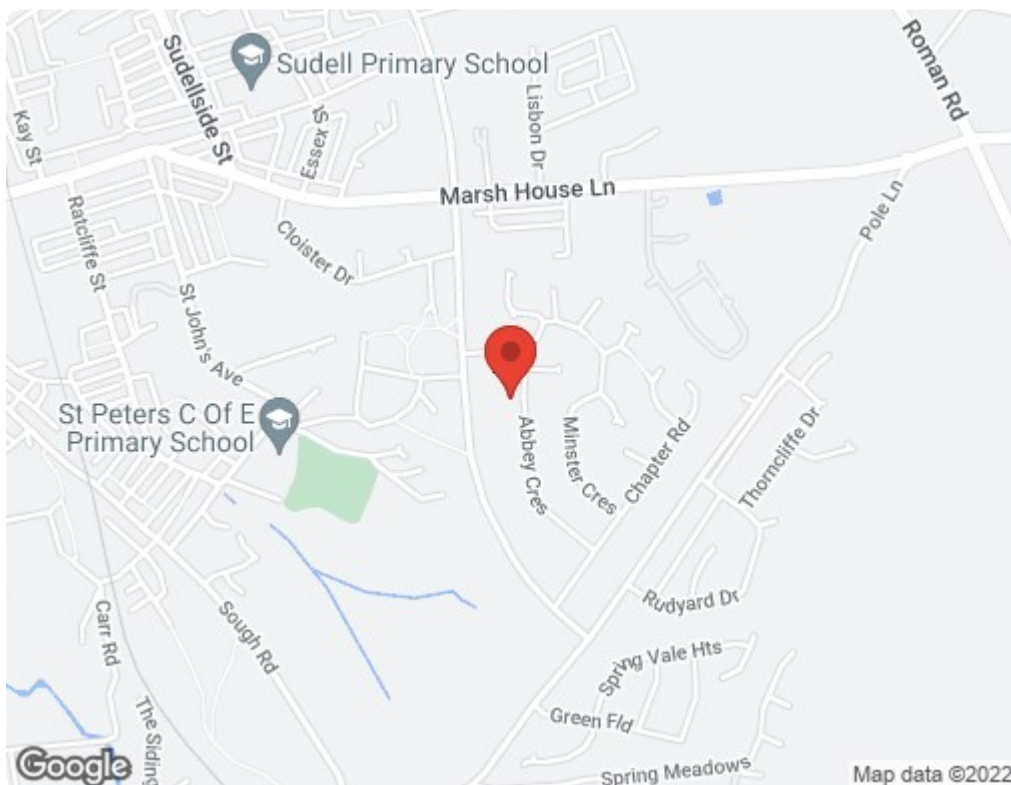 Sudell Primary School
Roman Rd
Sudellside St
Kay St
Essex St
Lisbon Dr
Marsh House Ln
Pole Ln
Ratcliffe St
Cloister Dr
St John's Ave
St Peters C Of E
Primary School
Abbey Cres
Minster Cres
Chapter Rd
Thorncliffe Dr
Rudyard Dr
Sough Rd
Carr Rd
Spring Vale Hts
The Siding
Green Fld
Spring Meadows
Google
Map data ©2022